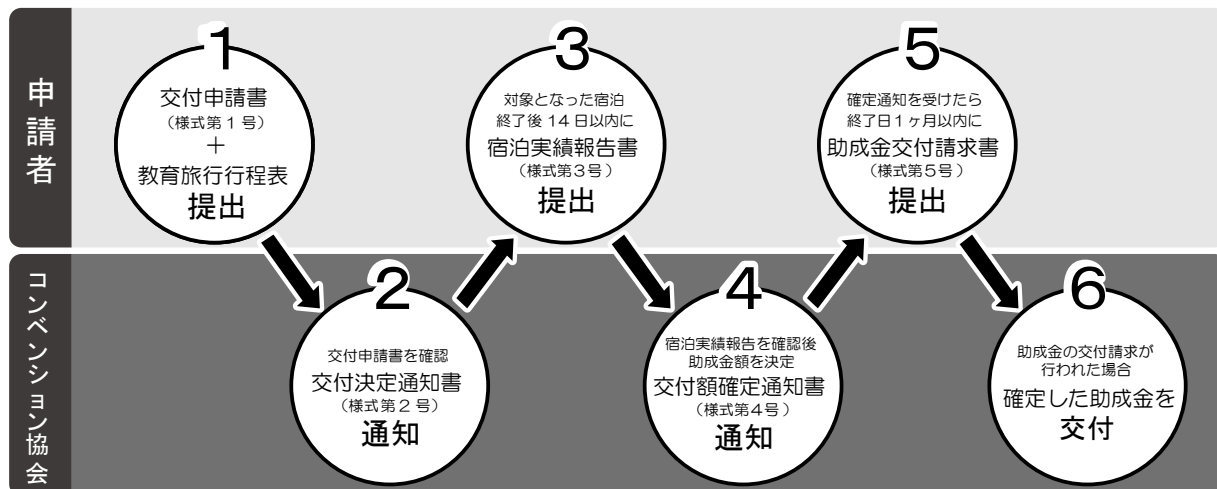 申請者
1
交付申請書
（様式第1号）
＋
教育旅行行程表
提出
3
対象となった宿泊
終了後14日以内に
宿泊実績報告書
（様式第3号）
提出
5
確定通知を受けたら
終了日1ヶ月以内に
助成金交付請求書
（様式第5号）
提出
コンベンション協会
2
交付申請書を確認
交付決定通知書
（様式第2号）
通知
4
宿泊実績報告を確認後
助成金額を決定
交付額確定通知書
（様式第4号）
通知
6
助成金の交付請求が
行われた場合
確定した助成金を
交付